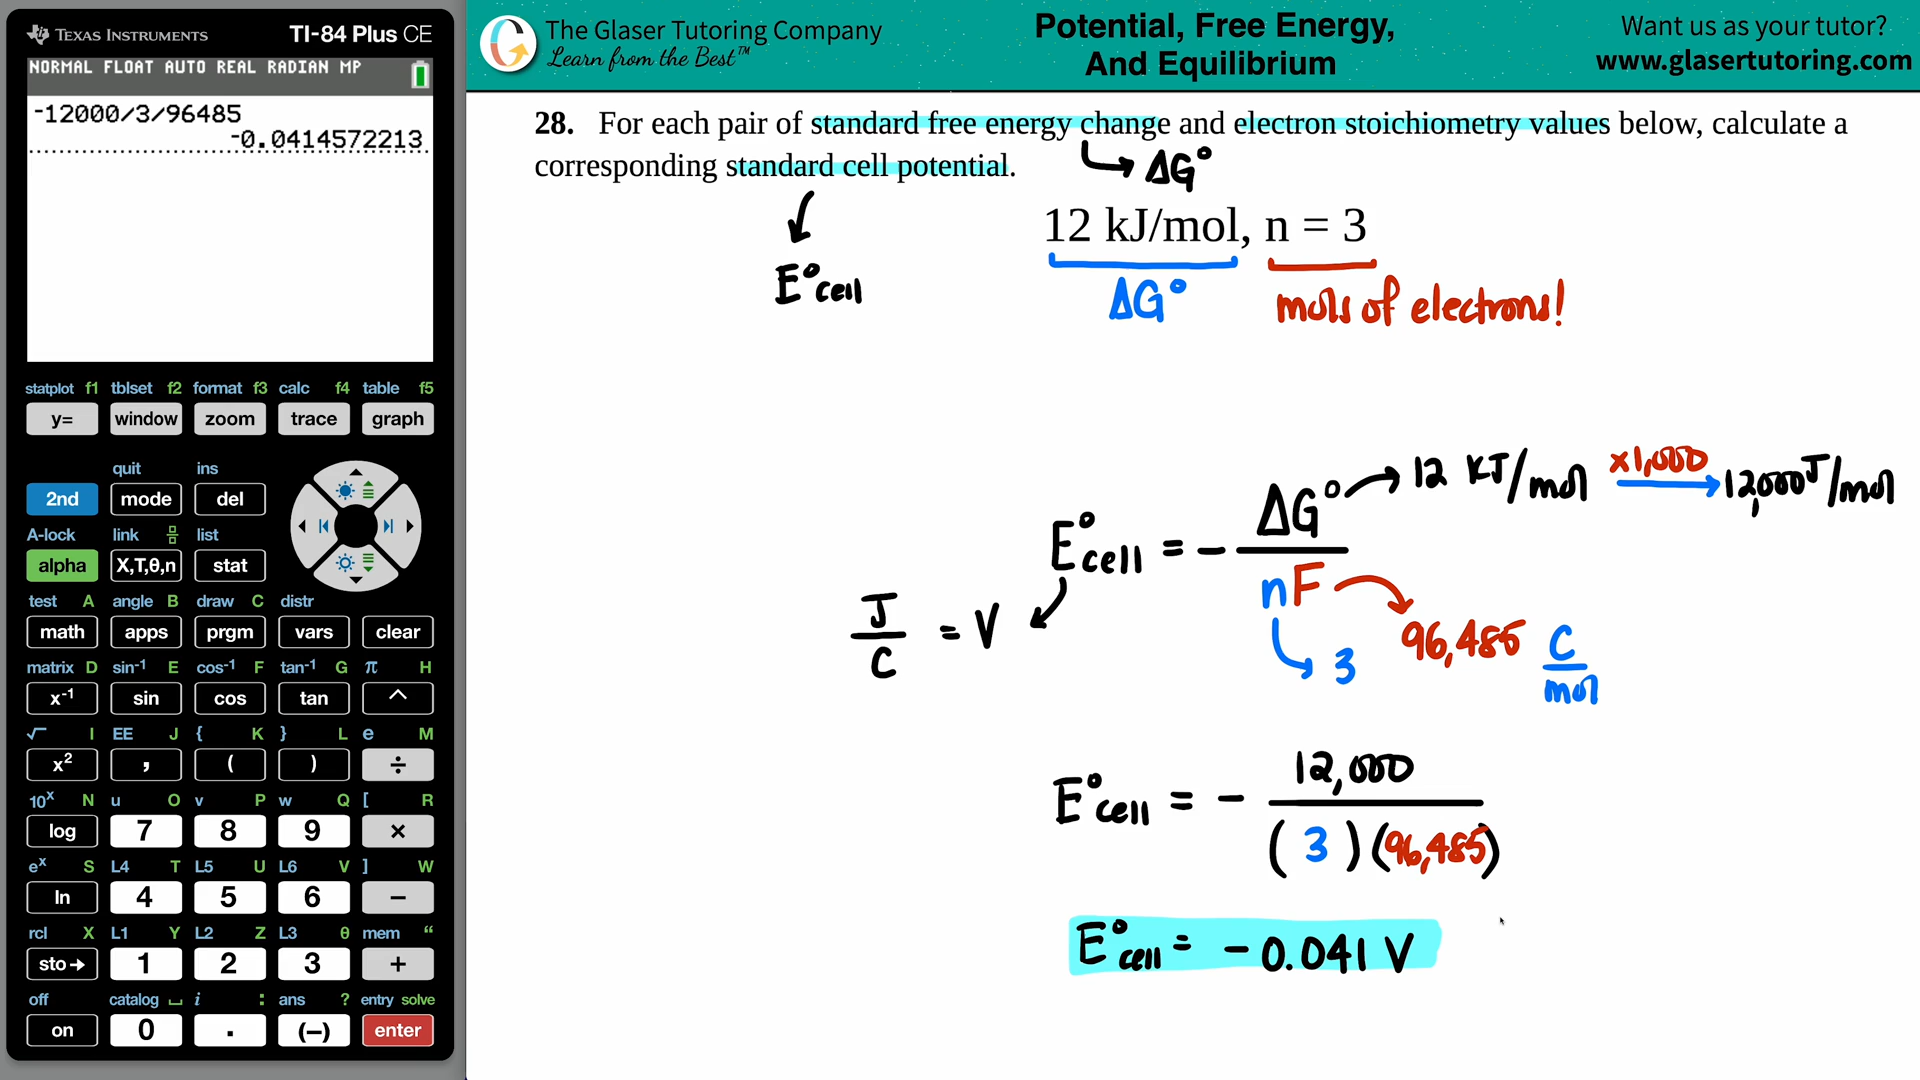 TEXAS INSTRUMENTS TI-84 Plus CE
NORMAL FLOAT AUTO REAL RADIAN MP
-12000/3/96485
-0.0414572213
statplot f1 tblset f2 format f3 calc f4 table f5
y= window zoom trace graph
quit ins
2nd mode del
A-lock link list
alpha X,T,θ,n stat
test A angle B draw C distr
math apps prgm vars clear
matrix D sin-1 E cos-1 F tan-1 G π H
x-1 sin cos tan ^
√ I EE J { K } L e M
x2 , ( ) ÷
10x N u O v P w Q [ R
log 7 8 9 ×
ex S L4 T L5 U L6 V ] W
ln 4 5 6 −
rcl X L1 Y L2 Z L3 θ mem “
sto→ 1 2 3 +
off catalog ⎵ i : ans ? entry solve
on 0 . (−) enter
The Glaser Tutoring Company
Learn from the Best™
Potential, Free Energy,
And Equilibrium
Want us as your tutor?
www.glasertutoring.com
28. For each pair of standard free energy change and electron stoichiometry values below, calculate a
corresponding standard cell potential.
ΔG°
12 kJ/mol, n = 3
E°cell
ΔG° mols of electrons!
E°cell = − ΔG° 12 KJ/mol x1,000 12,000 J/mol
nF
J/C = V
3 96,485 C/mol
E°cell = − 12,000
(3)(96,485)
E°cell = −0.041 V